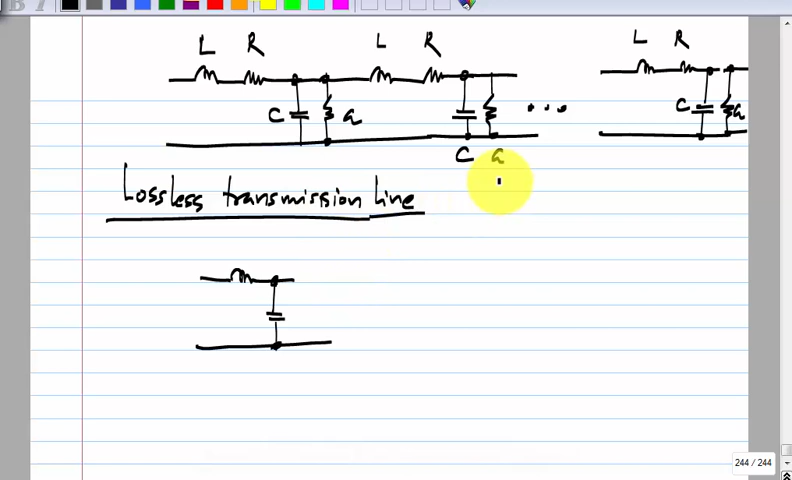 L R L R L R
C G C G
C G
Lossless transmission line
244 / 244